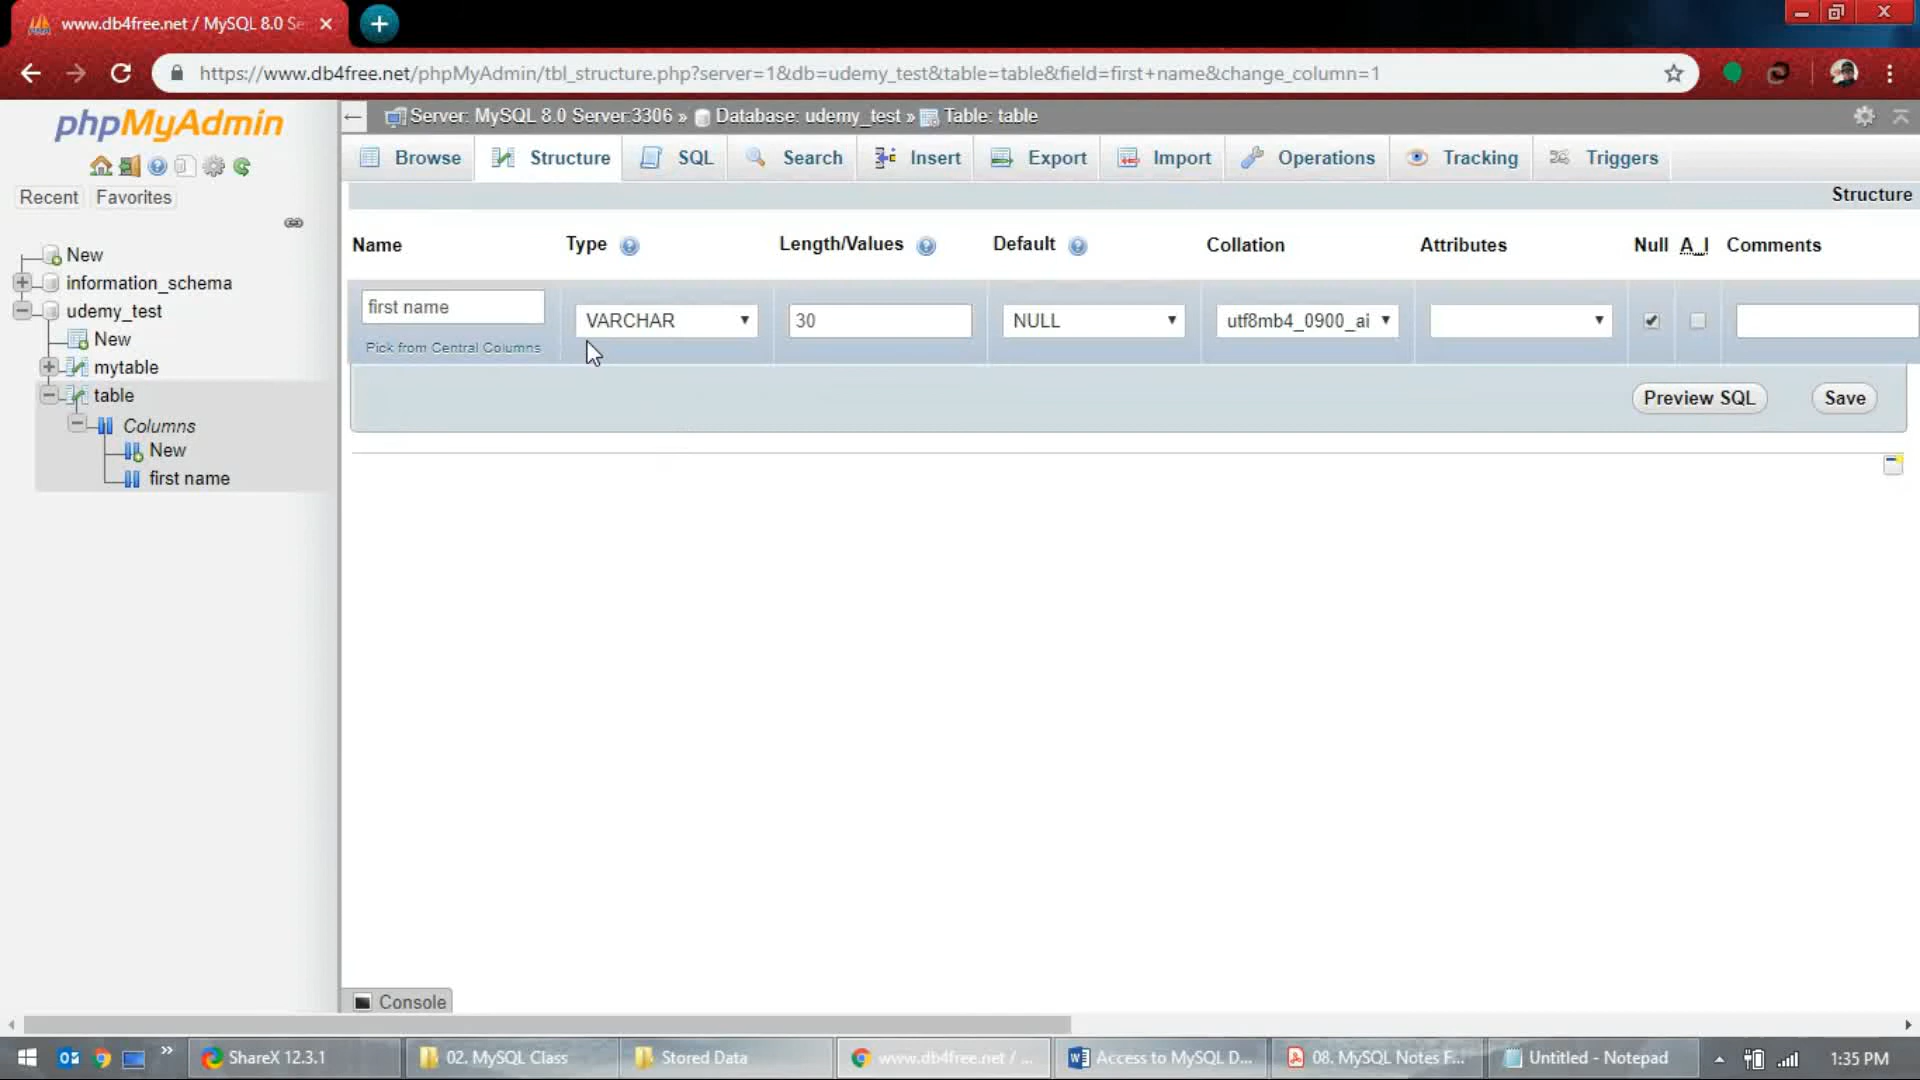 www.db4free.net / MySQL 8.0 Se
https://www.db4free.net/phpMyAdmin/tbl_structure.php?server=1&db=udemy_test&table=table&field=first+name&change_column=1
phpMyAdmin
Recent Favorites
New
information_schema
udemy_test
New
mytable
table
Columns
New
first name
Server: MySQL 8.0 Server:3306 » Database: udemy_test » Table: table
Browse Structure SQL Search Insert Export Import Operations Tracking Triggers
Structure
Name Type Length/Values Default Collation Attributes Null A_I Comments
first name VARCHAR 30 NULL utf8mb4_0900_ai
Pick from Central Columns
Preview SQL Save
Console
ShareX 12.3.1 02. MySQL Class Stored Data www.db4free.net / ... Access to MySQL D... 08. MySQL Notes F... Untitled - Notepad 1:35 PM